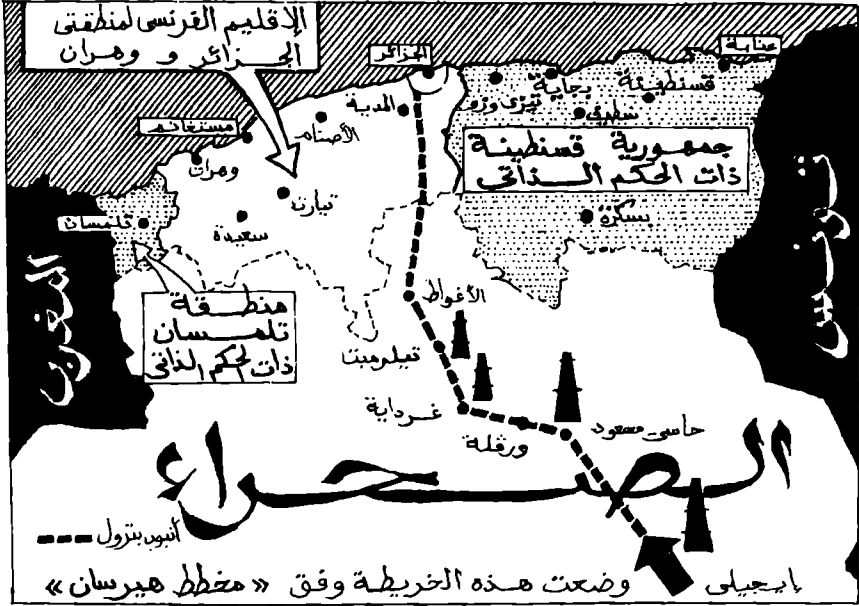 الاقليم الفرنسي لمنطقتي
الجزائر و وهران
الجزائر
عنابة
قسنطينة
بجاية
تيزي وزو
سطيف
المدية
الأصنام
مستغانم
وهران
جمهورية قسنطينة
ذات الحكم الذاتي
تيارت
بسكرة
تلمسان
سعيدة
تونس
المغرب
منطقة
تلمسان
ذات الحكم الذاتي
الأغواط
تيلرمبت
غرداية
ورقلة
حاسي مسعود
الصحراء
أنبوب بترول
إيجيلي
وضعت هذه الخريطة وفق «مخطط هيرسان»